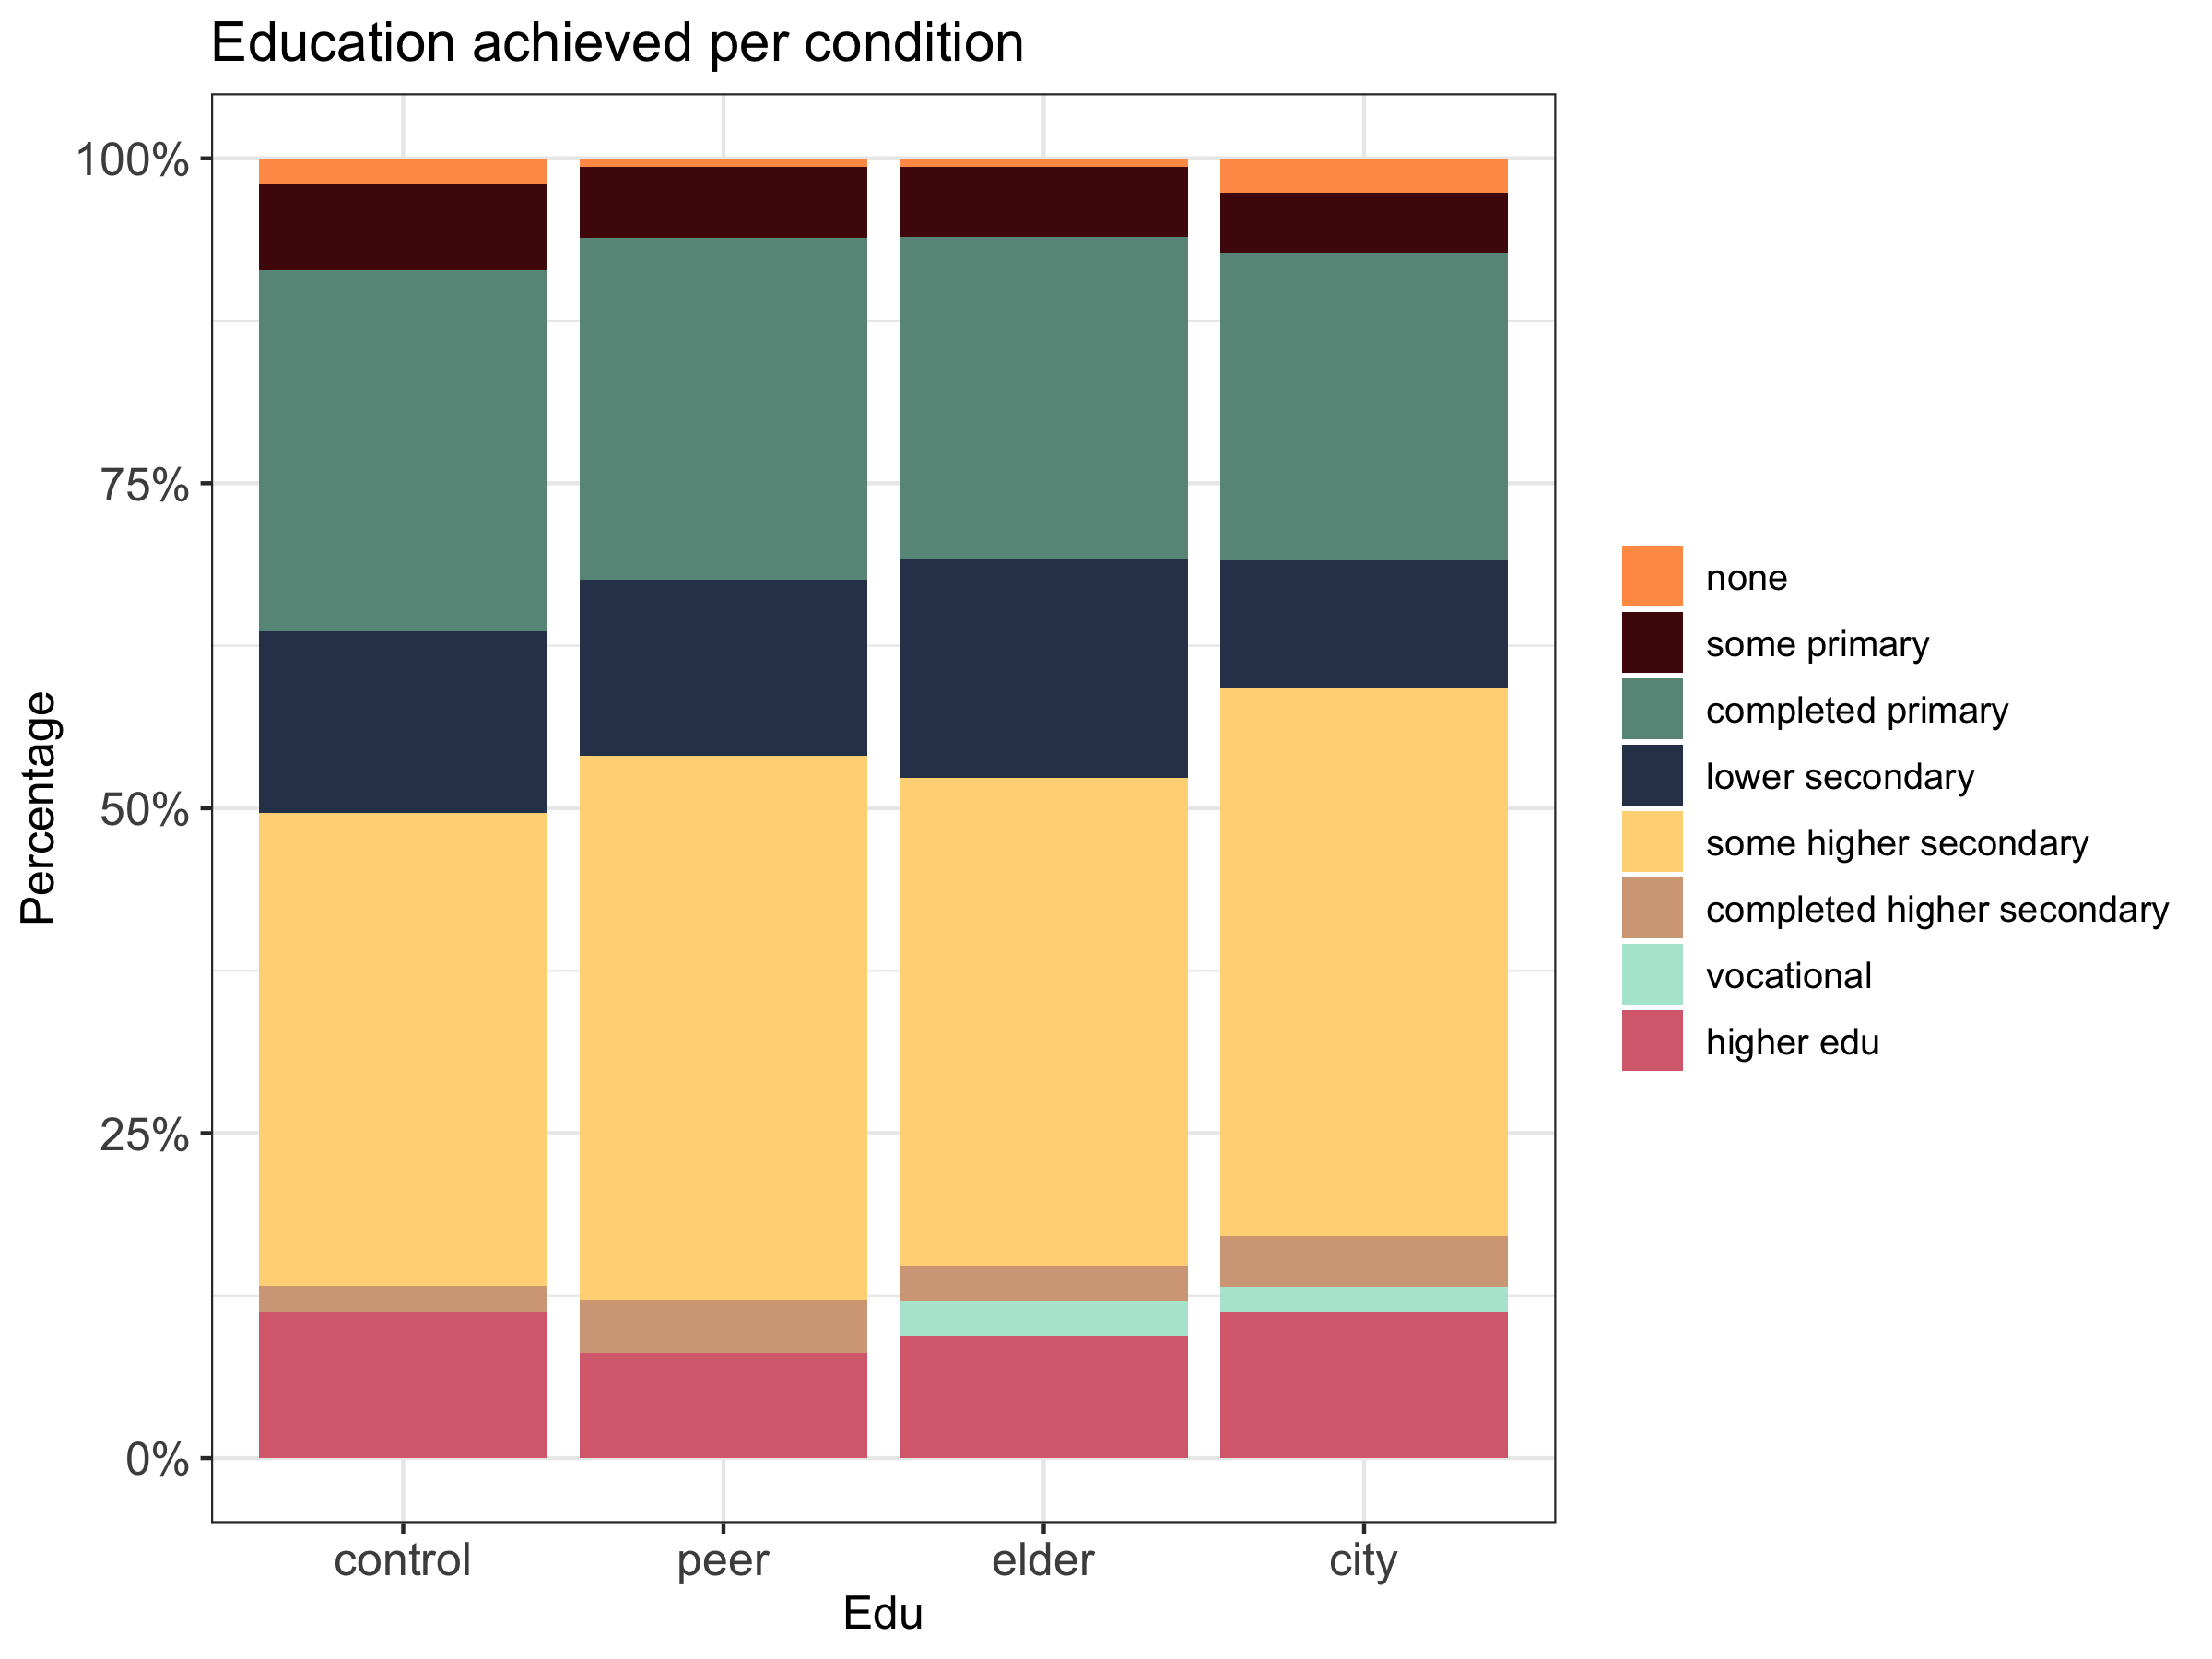 Education achieved per condition
100%
75%
50%
25%
0%
Percentage
control
peer
elder
city
Edu
none
some primary
completed primary
lower secondary
some higher secondary
completed higher secondary
vocational
higher edu